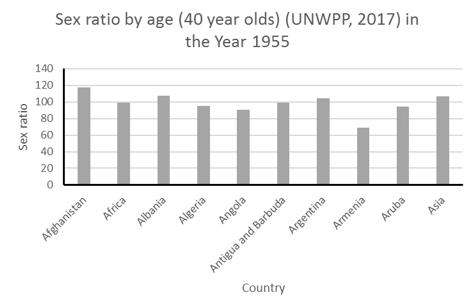 Sex ratio by age (40 year olds) (UNWPP, 2017) in
the Year 1955
140
120
100
80
60
40
20
0
Sex ratio
Afghanistan
Africa
Albania
Algeria
Angola
Antigua and Barbuda
Argentina
Armenia
Aruba
Asia
Country